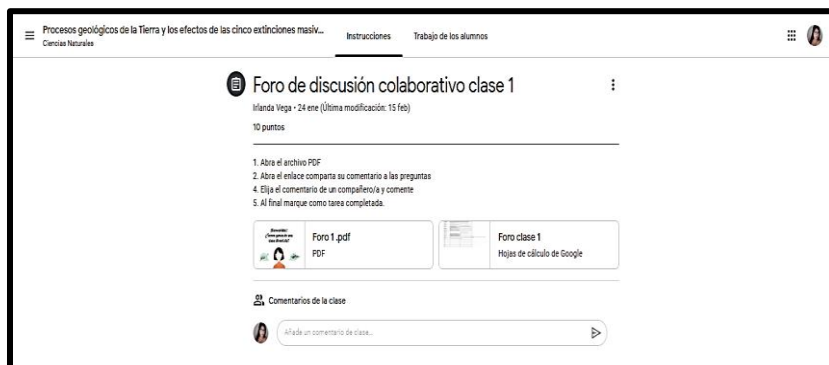 Procesos geológicos de la Tierra y los efectos de las cinco extinciones masiv...
Ciencias Naturales
Instrucciones
Trabajo de los alumnos
Foro de discusión colaborativo clase 1
Irlanda Vega • 24 ene (Última modificación: 15 feb)
10 puntos
1. Abra el archivo PDF
2. Abra el enlace comparta su comentario a las preguntas
4. Elija el comentario de un compañero/a y comente
5. Al final marque como tarea completada.
Foro 1.pdf
PDF
Foro clase 1
Hojas de cálculo de Google
Comentarios de la clase
Añade un comentario de clase...